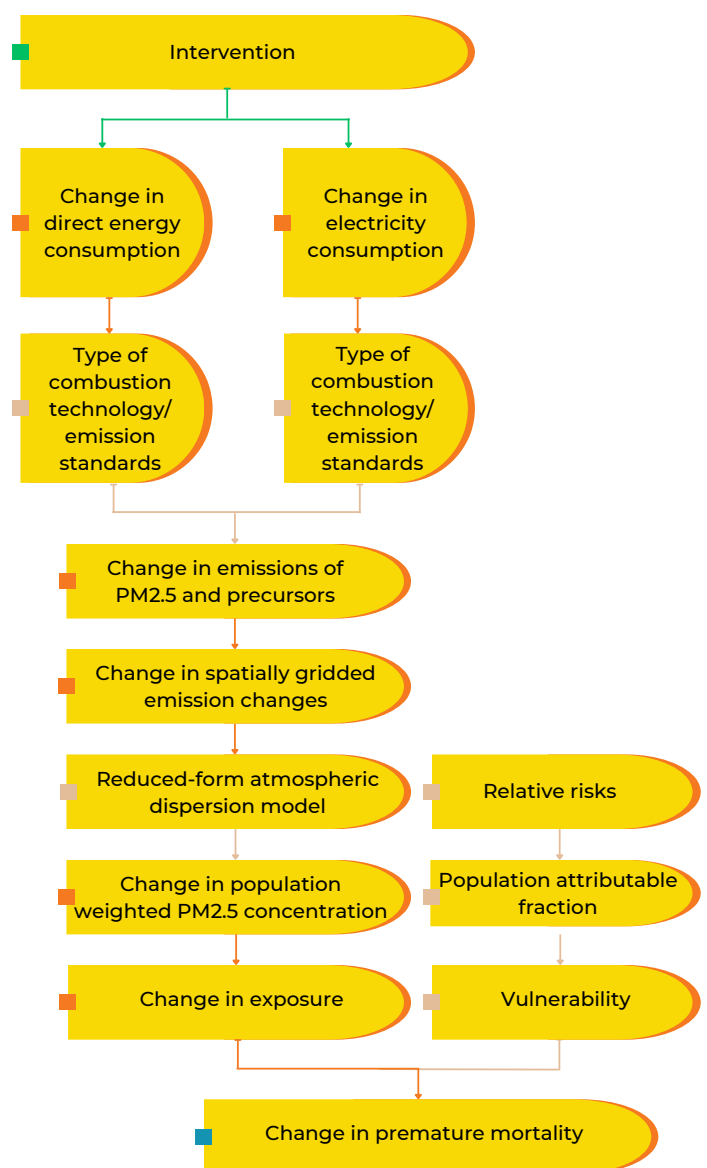 Intervention
Change in
direct energy
consumption
Change in
electricity
consumption
Type of
combustion
technology/
emission
standards
Type of
combustion
technology/
emission
standards
Change in emissions of
PM2.5 and precursors
Change in spatially gridded
emission changes
Reduced-form atmospheric
dispersion model
Relative risks
Change in population
weighted PM2.5 concentration
Population attributable
fraction
Change in exposure
Vulnerability
Change in premature mortality